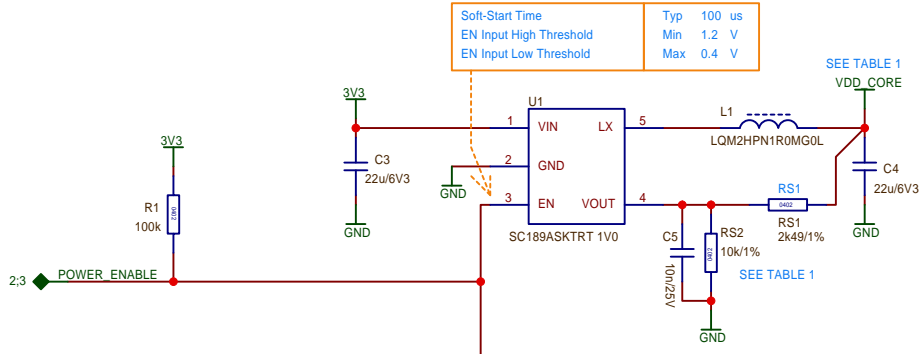 Soft-Start Time Typ 100 us
EN Input High Threshold Min 1.2 V
EN Input Low Threshold Max 0.4 V
SEE TABLE 1
VDD_CORE
3V3
U1
L1
1 VIN LX 5
LQM2HPN1R0MG0L
3V3
C3
22u/6V3
2 GND
GND
C4
22u/6V3
RS1
3 EN VOUT 4
0402
R1
100k
0402
GND
SC189ASKTRT 1V0
C5
10n/25V
RS2
10k/1%
0402
RS1
2k49/1%
GND
SEE TABLE 1
2;3 POWER_ENABLE
GND